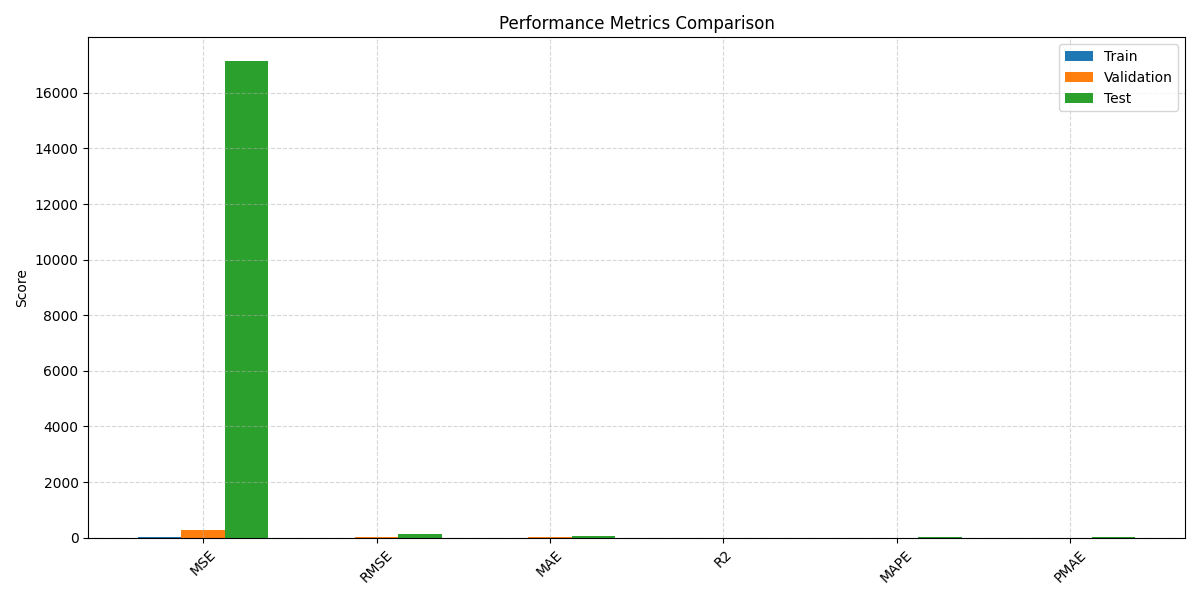 Performance Metrics Comparison
Train
Validation
Test
Score
16000
14000
12000
10000
8000
6000
4000
2000
0
MSE
RMSE
MAE
R2
MAPE
PMAE